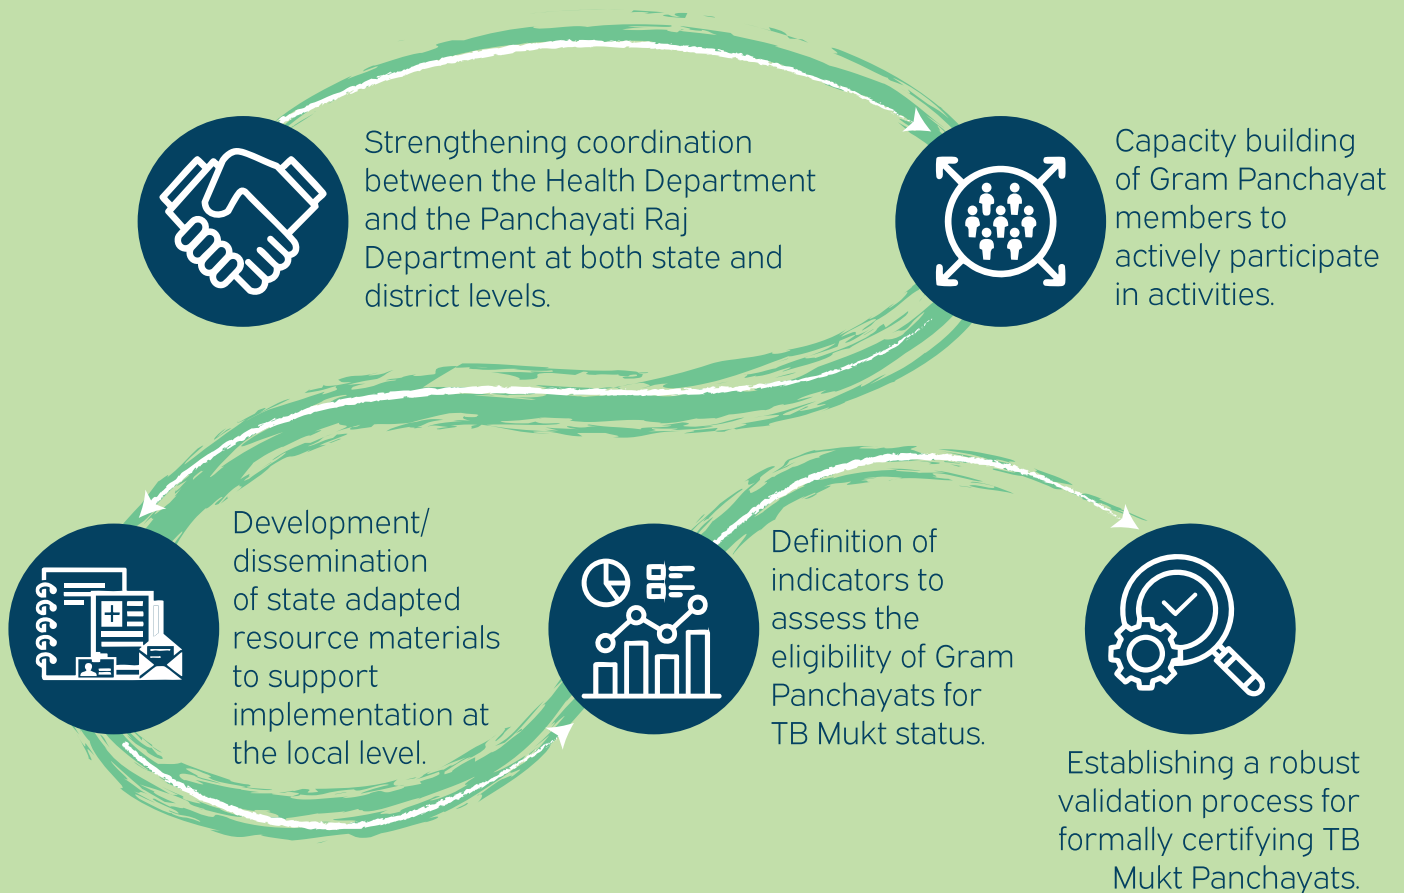 Strengthening coordination
between the Health Department
and the Panchayati Raj
Department at both state and
district levels.
Capacity building
of Gram Panchayat
members to
actively participate
in activities.
Development/
dissemination
of state adapted
resource materials
to support
implementation at
the local level.
Definition of
indicators to
assess the
eligibility of Gram
Panchayats for
TB Mukt status.
Establishing a robust
validation process for
formally certifying TB
Mukt Panchayats.